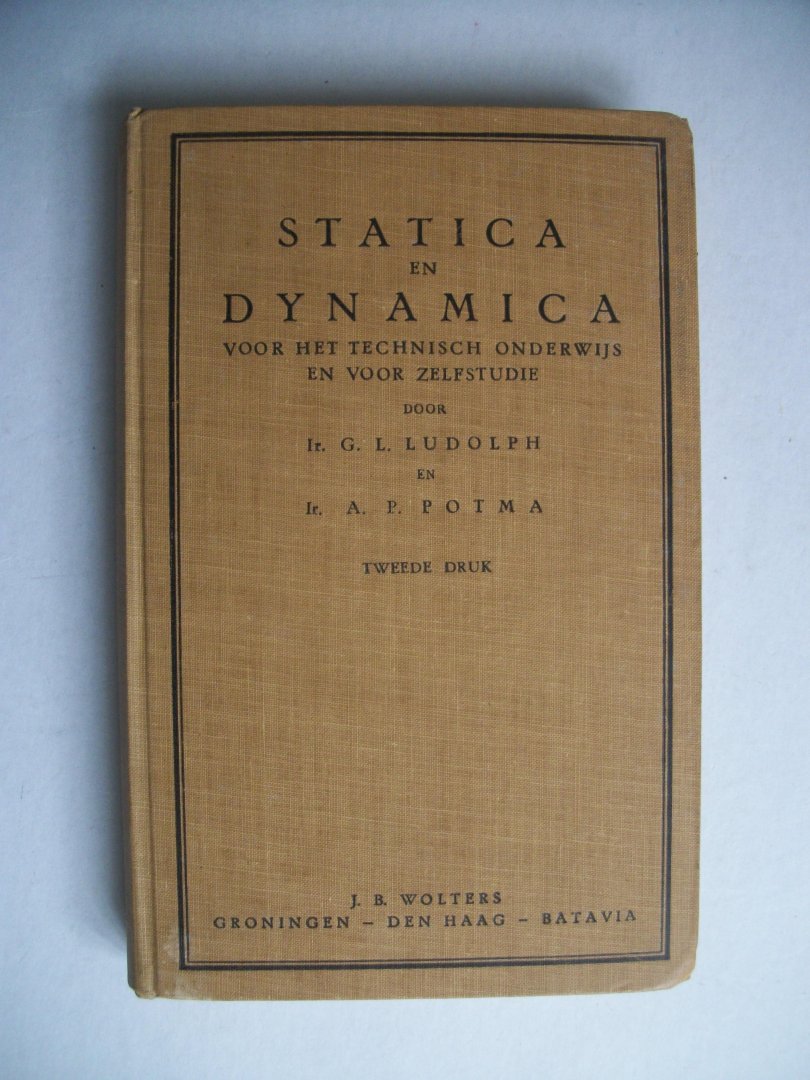 STATICA
EN
DYNAMICA
VOOR HET TECHNISCH ONDERWIJS
EN VOOR ZELFSTUDIE
DOOR
Ir. G. L. LUDOLPH
EN
Ir. A. P. POTMA
TWEEDE DRUK
J. B. WOLTERS
GRONINGEN – DEN HAAG – BATAVIA